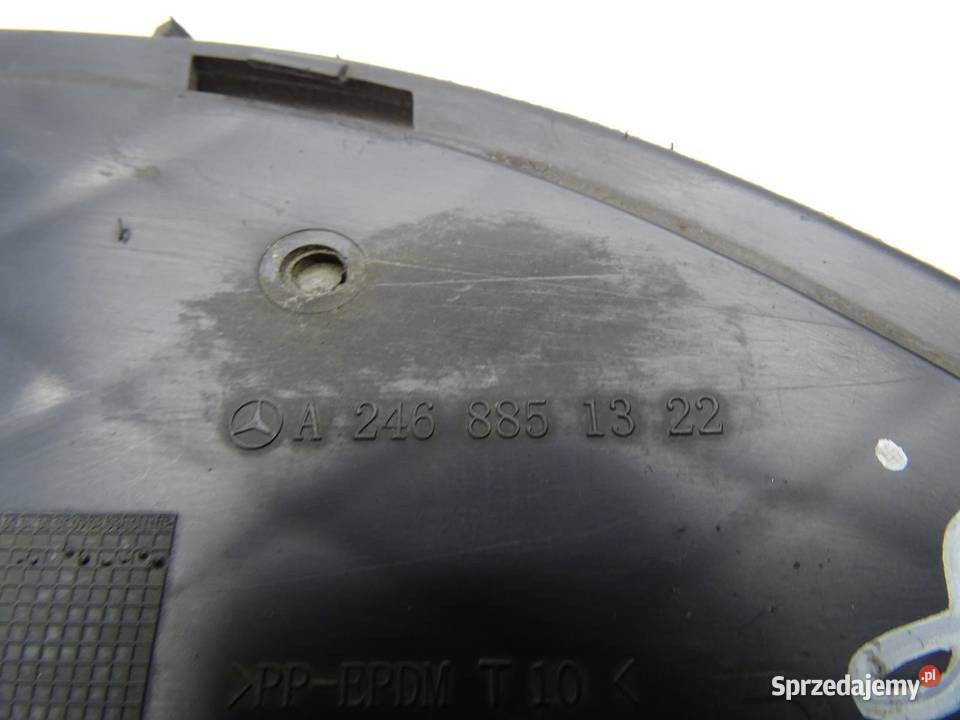 A 246 885 13 22
>PP-EPDM T10<
Sprzedajemy.pl